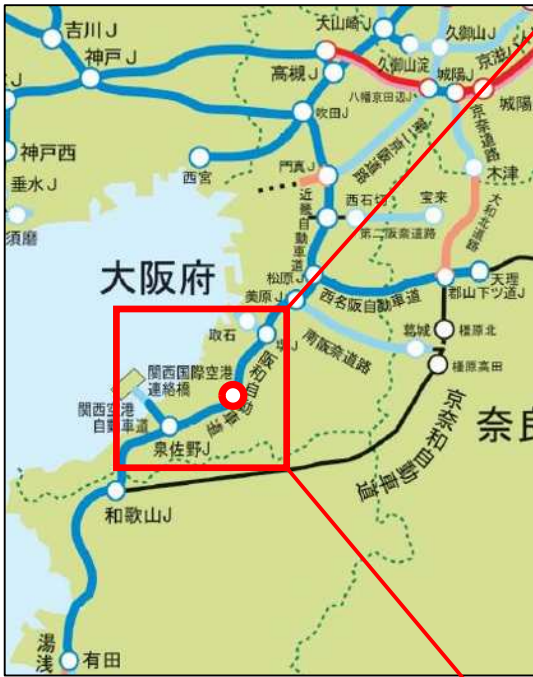 吉川J
神戸J
大山崎J
高槻J
久御山J
久御山淀
城陽J
京滋バ
八幡京田辺J
城陽
吹田J
神戸西
西宮
垂水J
須磨
門真J
第二京阪道路
京奈道路
木津
近畿自動車道
西石切
宝来
第二阪奈道路
大和北道路
大阪府
松原J
美原J
西名阪自動車道
天理
郡山下ツ道J
取石
堺J
南阪奈道路
葛城
橿原北
橿原高田
関西国際空港
連絡橋
阪和自動車道
関西空港
自動車道
泉佐野J
京奈和自動車道
奈良
和歌山J
湯浅
有田